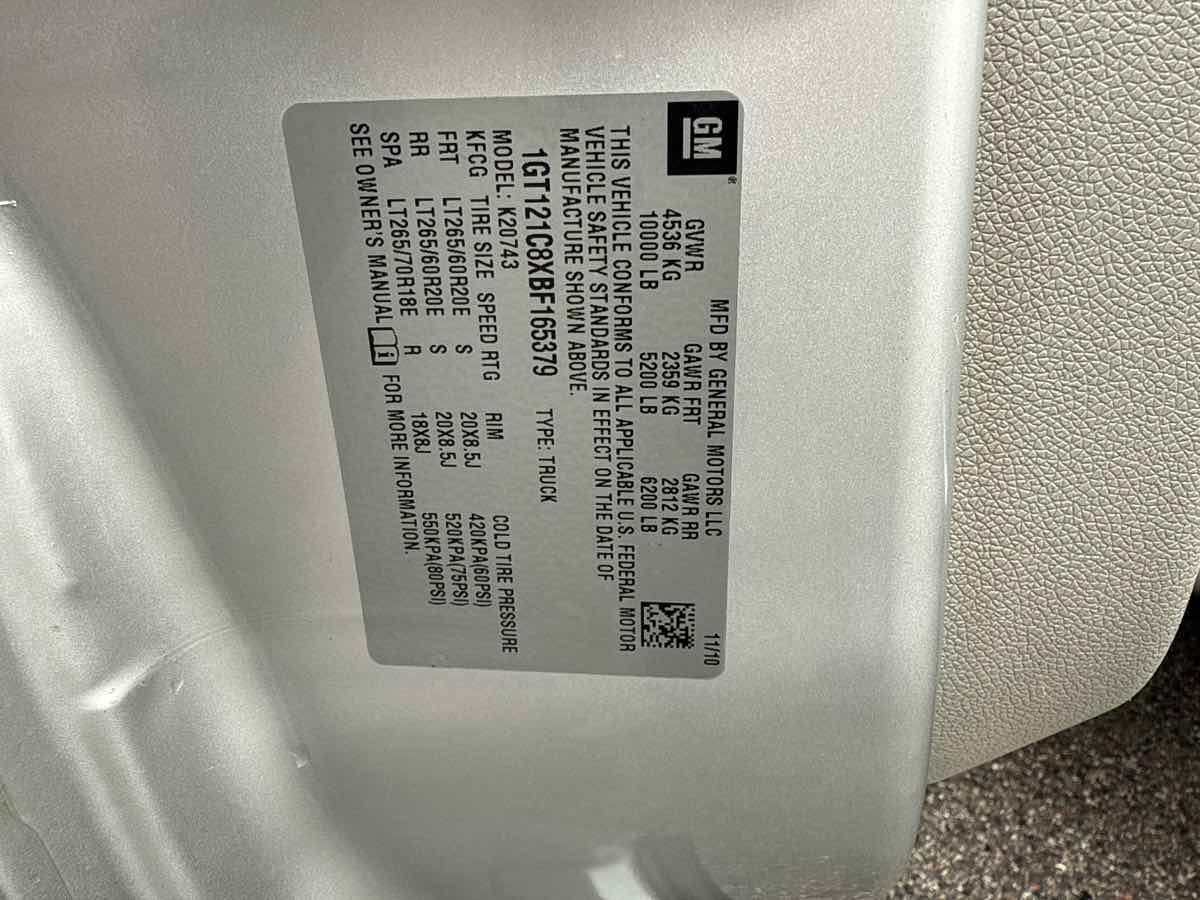 GM®
MFD BY GENERAL MOTORS LLC 11/10
GVWR GAWR FRT GAWR RR
4536 KG 2359 KG 2812 KG
10000 LB 5200 LB 6200 LB
THIS VEHICLE CONFORMS TO ALL APPLICABLE U.S. FEDERAL MOTOR
VEHICLE SAFETY STANDARDS IN EFFECT ON THE DATE OF
MANUFACTURE SHOWN ABOVE.
1GT121C8XBF165379 TYPE: TRUCK
MODEL: K20743
KFCG TIRE SIZE SPEED RTG RIM COLD TIRE PRESSURE
FRT LT265/60R20E S 20X8.5J 420KPA(60PSI)
RR LT265/60R20E S 20X8.5J 520KPA(75PSI)
SPA LT265/70R18E R 18X8J 550KPA(80PSI)
SEE OWNER'S MANUAL i FOR MORE INFORMATION.